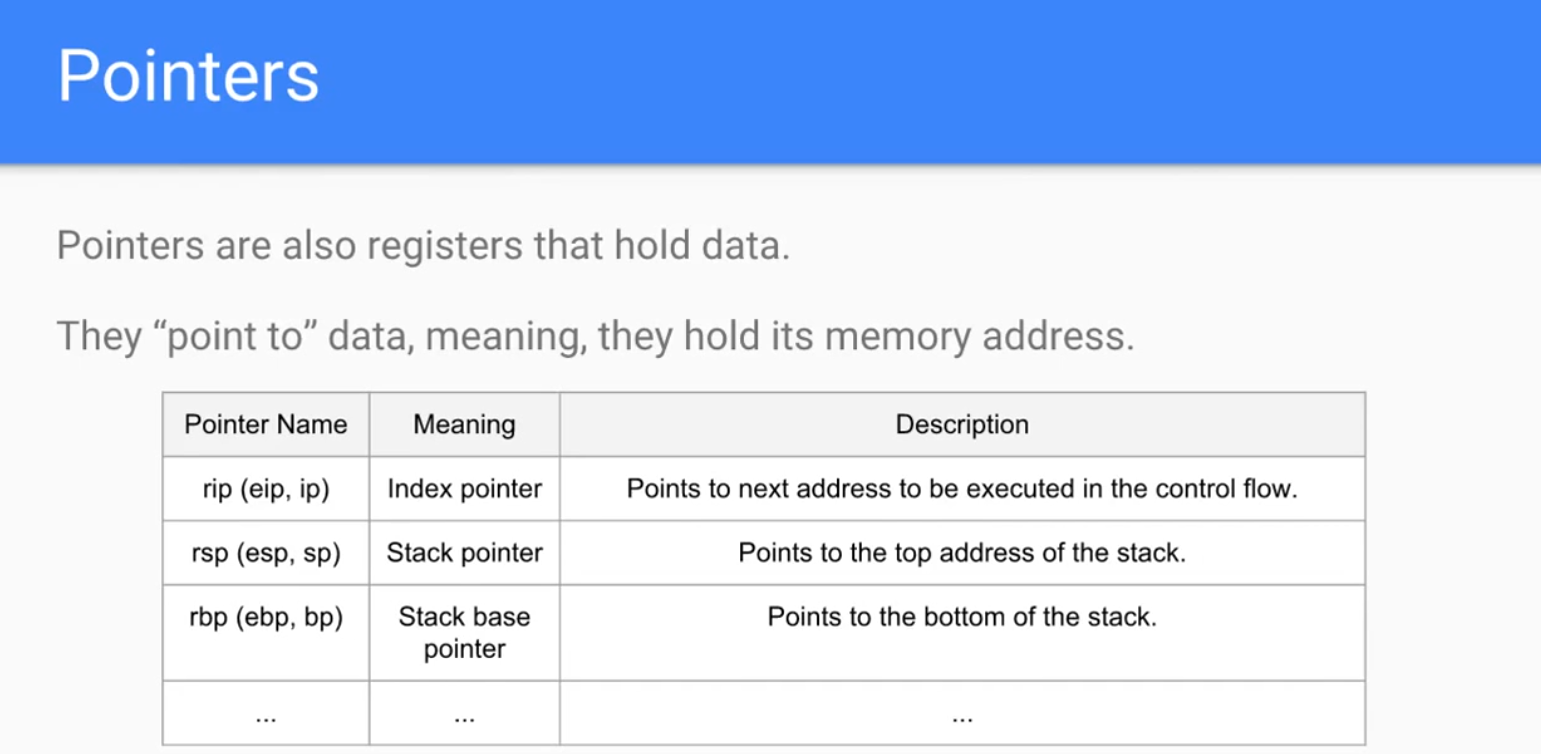 Pointers
Pointers are also registers that hold data.
They “point to” data, meaning, they hold its memory address.
Pointer Name Meaning Description
rip (eip, ip) Index pointer Points to next address to be executed in the control flow.
rsp (esp, sp) Stack pointer Points to the top address of the stack.
rbp (ebp, bp) Stack base Points to the bottom of the stack.
pointer
... ... ...